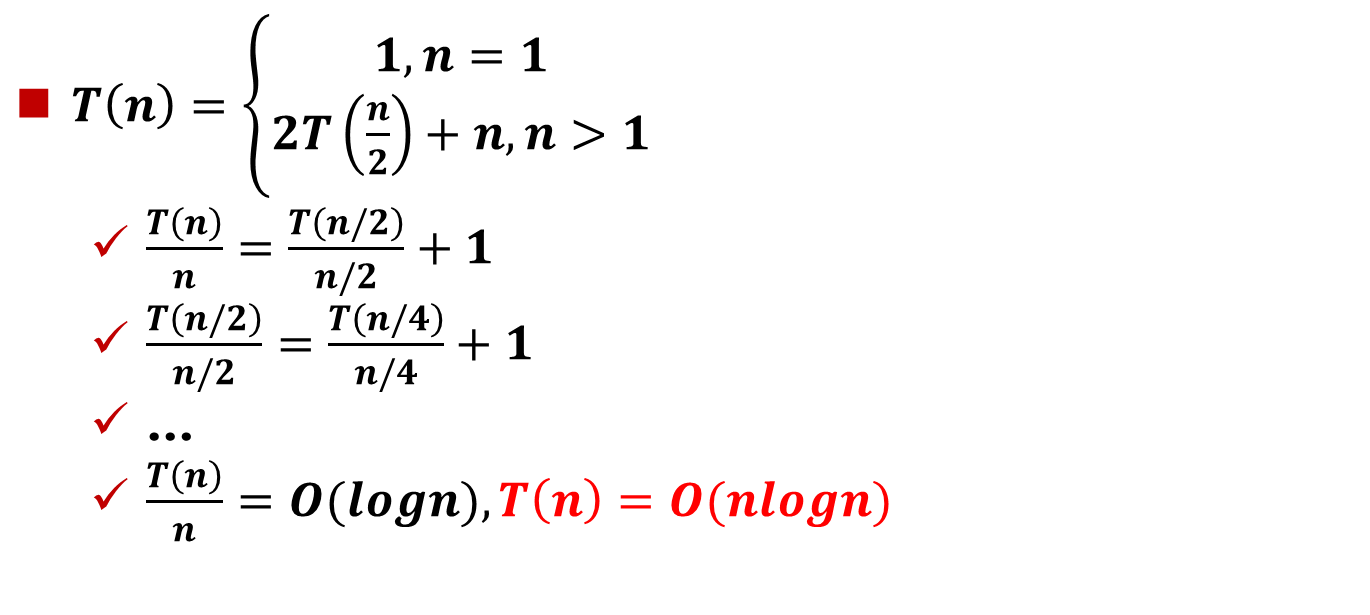 ■ T(n) = { 1, n = 1
2T(n/2) + n, n > 1
✓ T(n)/n = T(n/2)/(n/2) + 1
✓ T(n/2)/(n/2) = T(n/4)/(n/4) + 1
✓ …
✓ T(n)/n = O(logn), T(n) = O(nlogn)